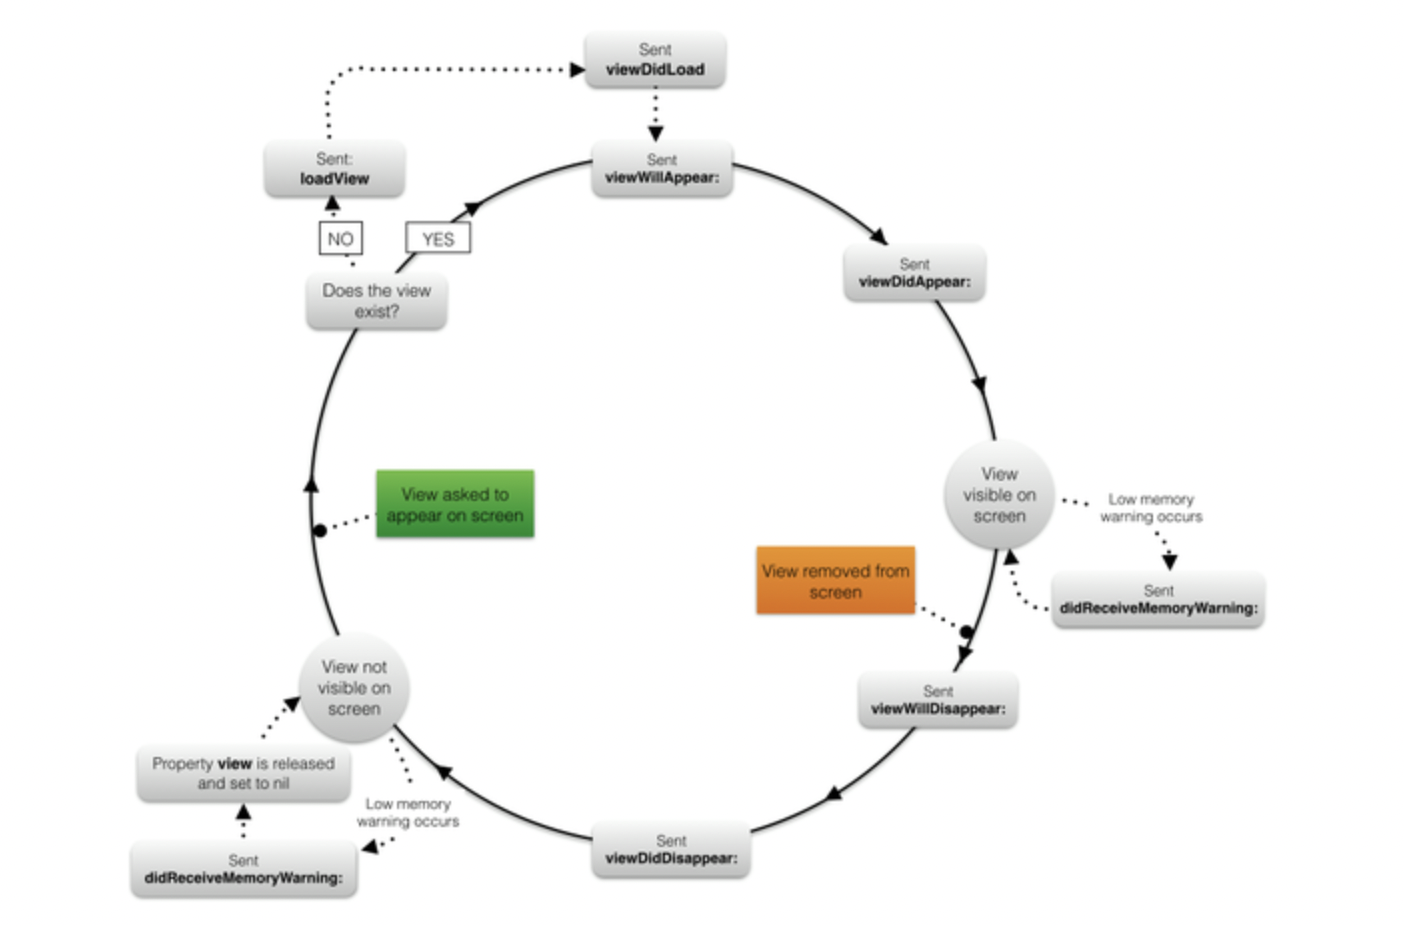 Sent
viewDidLoad
Sent:
loadView
Sent
viewWillAppear:
NO
YES
Does the view
exist?
Sent
viewDidAppear:
View asked to
appear on screen
View
visible on
screen
Low memory
warning occurs
View removed from
screen
Sent
didReceiveMemoryWarning:
View not
visible on
screen
Sent
viewWillDisappear:
Property view is released
and set to nil
Low memory
warning occurs
Sent
viewDidDisappear:
Sent
didReceiveMemoryWarning: